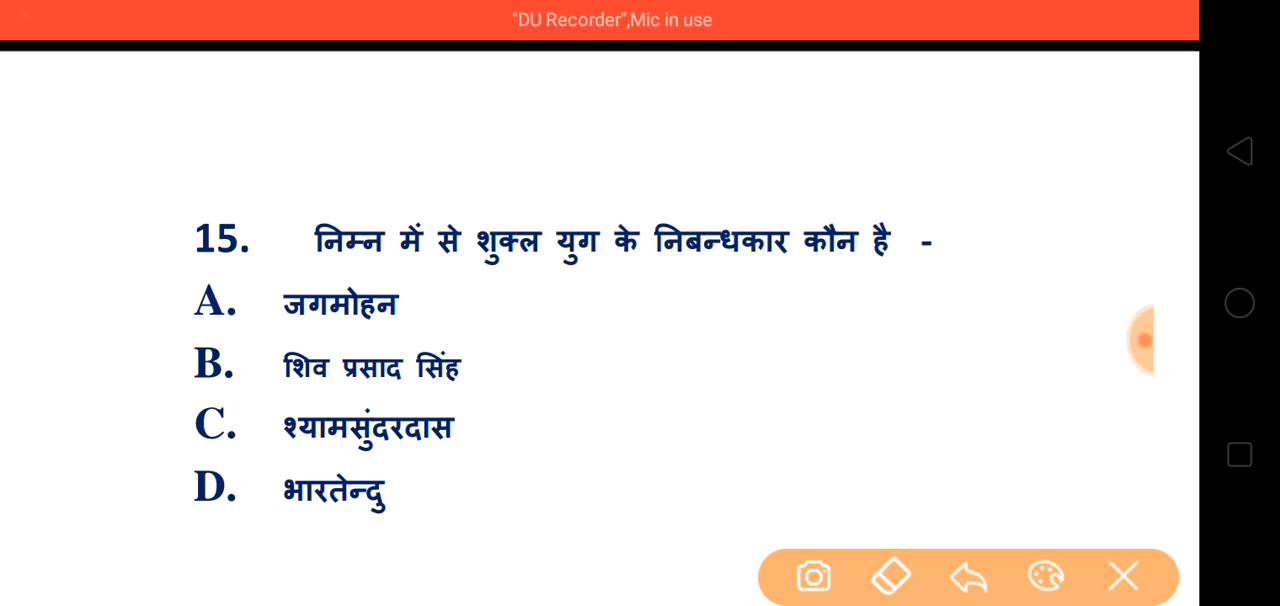 "DU Recorder",Mic in use
15. निम्न में से शुक्ल युग के निबन्धकार कौन है -
A. जगमोहन
B. शिव प्रसाद सिंह
C. श्यामसुंदरदास
D. भारतेन्दु